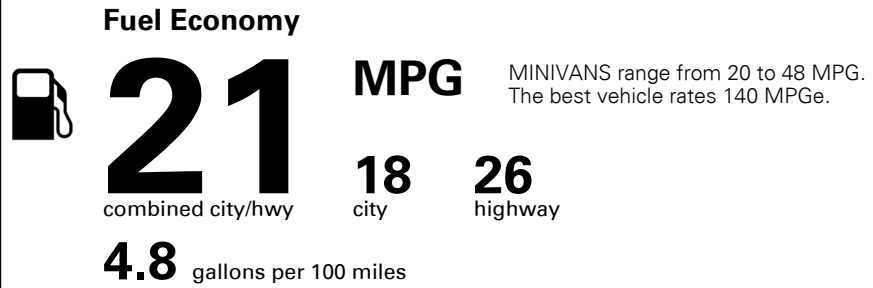 Fuel Economy
21 MPG
MINIVANS range from 20 to 48 MPG.
The best vehicle rates 140 MPGe.
18 26
combined city/hwy city highway
4.8 gallons per 100 miles